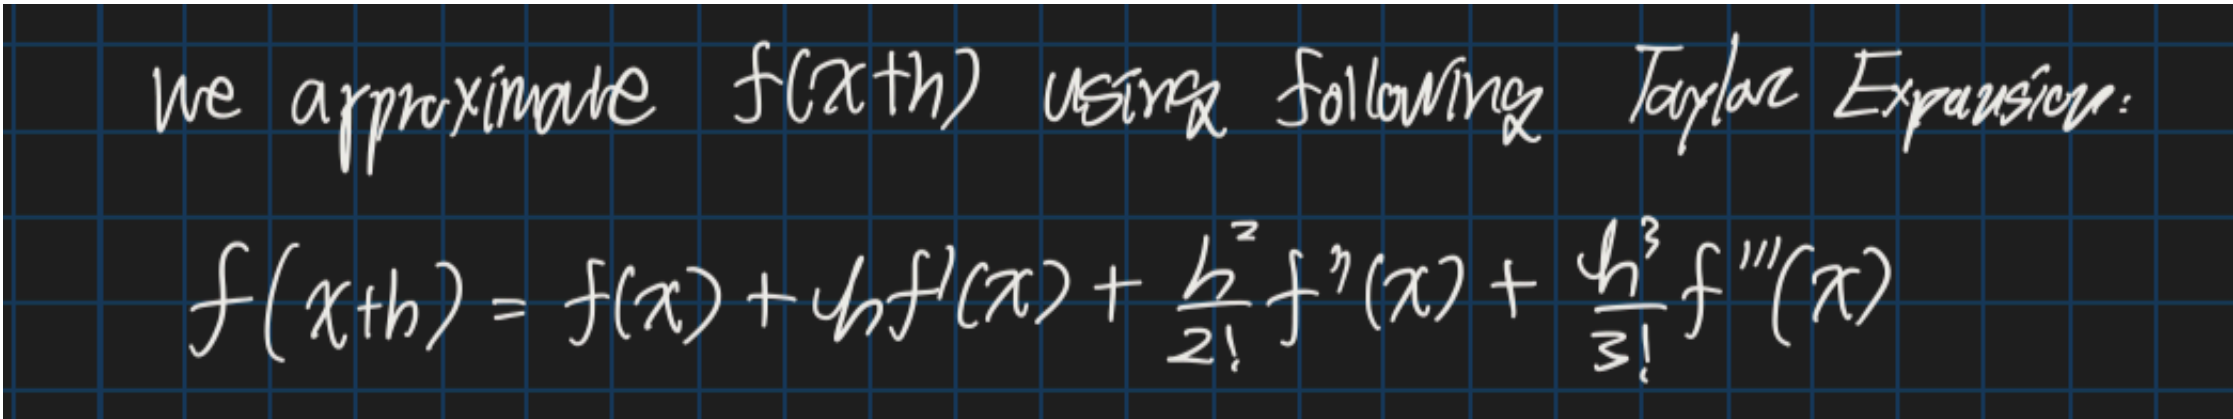 We approximate f(x+h) using following Taylor Expansion:
f(x+h) = f(x) + hf'(x) + h²/2! f''(x) + h³/3! f'''(x)